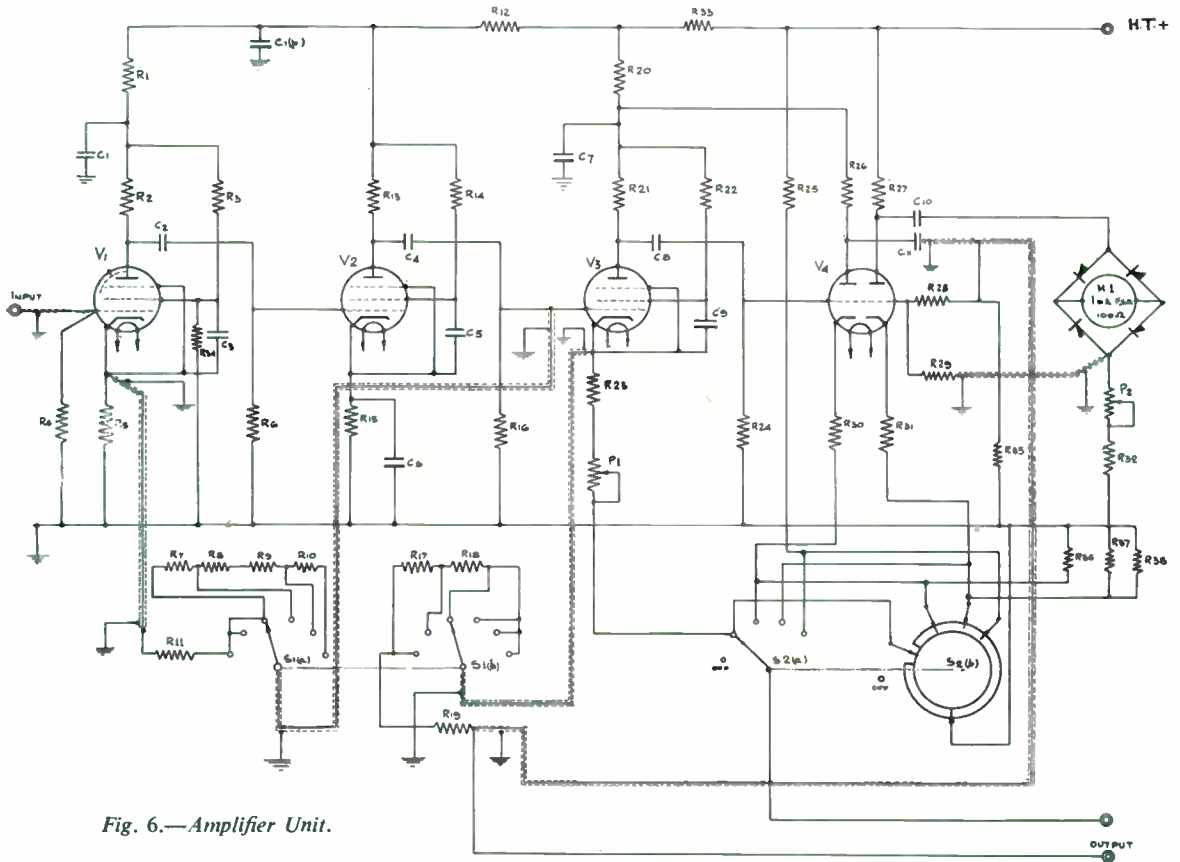 R12
R33
H.T.+
C1(b)
R1
R20
C1
C7
R2
R3
R13
R14
R21
R22
R25
R26
R27
C10
C2
C4
C8
C11
V1
V2
V3
V4
INPUT
R28
M1
1mA F.S.D.
100Ω
R34
C3
C5
C9
R29
P2
R23
R4
R5
R6
R15
R16
R24
R30
R31
R35
R32
C6
P1
R7
R8
R9
R10
R17
R18
R36
R37
R38
R11
S1(a)
S1(b)
S2(a)
S2(b)
OFF
OFF
R19
Fig. 6.—Amplifier Unit.
OUTPUT